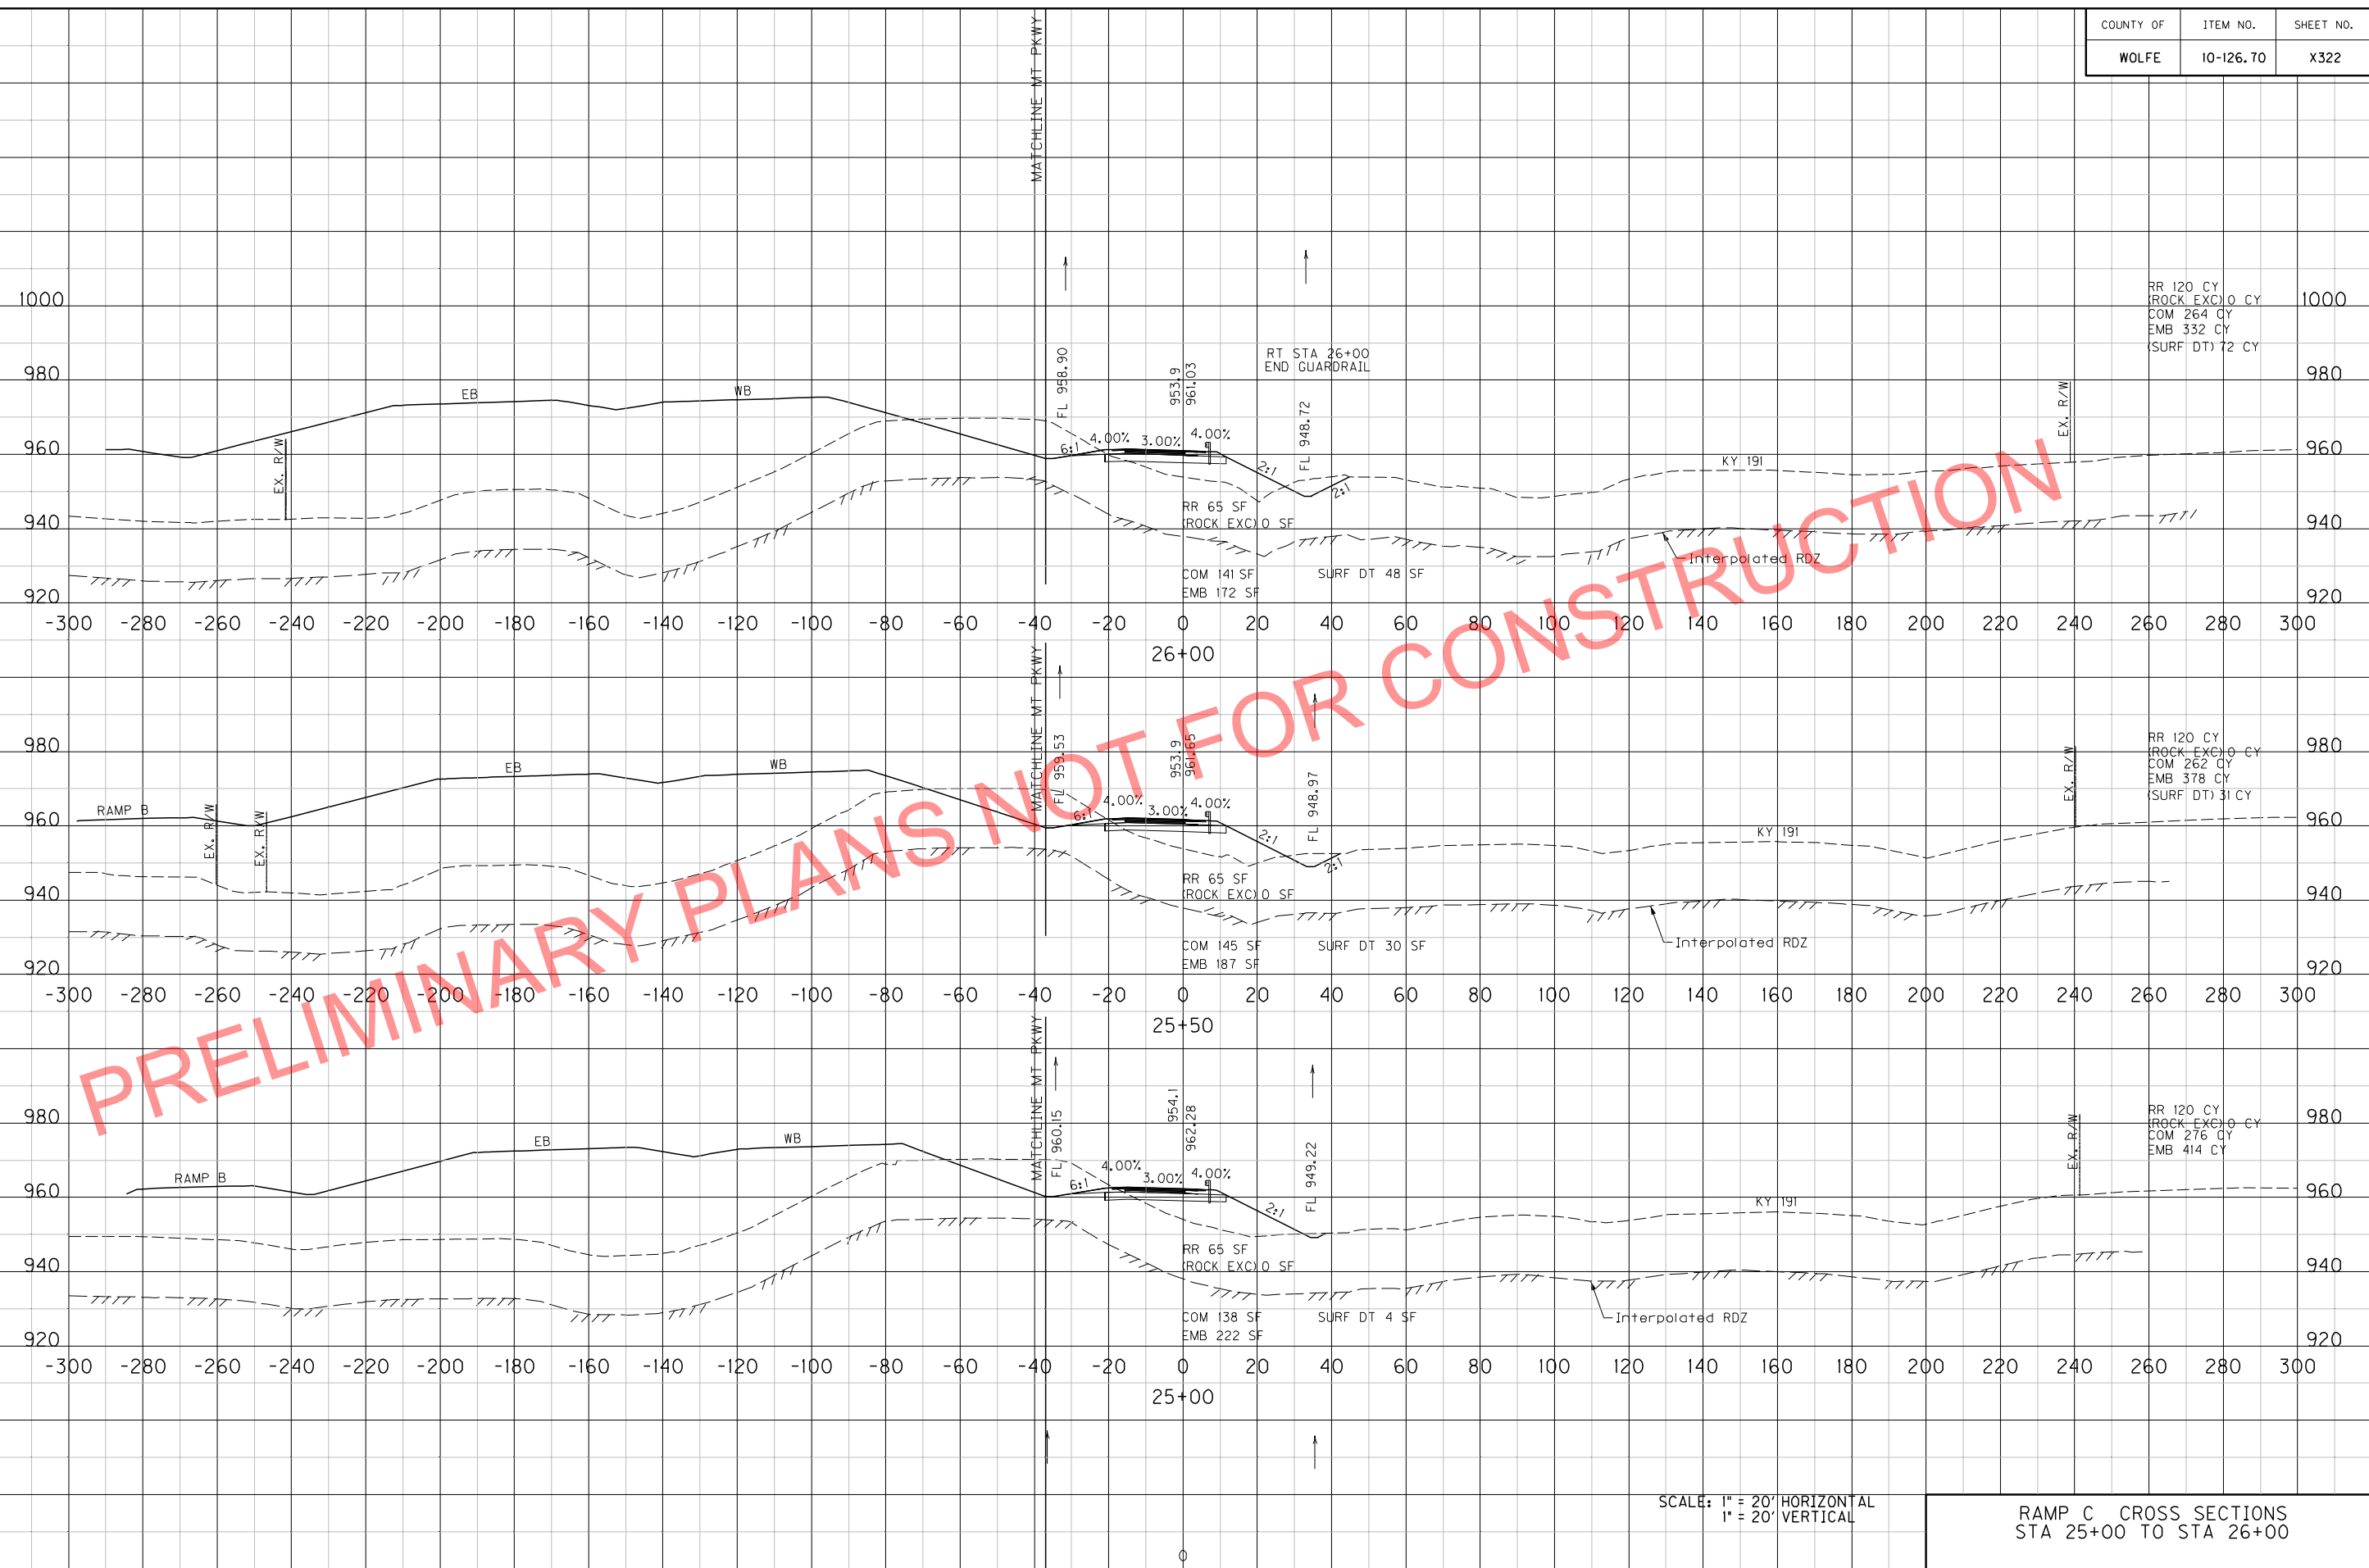 COUNTY OF ITEM NO. SHEET NO.
WOLFE 10-126.70 X322
MATCHLINE MT PKWY
1000 1000
RR 120 CY
(ROCK EXC) 0 CY
COM 264 CY
EMB 332 CY
(SURF DT) 72 CY
RT STA 26+00
END GUARDRAIL
FL 958.90
953.9
961.03
FL 948.72
980 980
EB
WB
EX. R/W
EX. R/W
960 960
6:1
4.00%
3.00%
4.00%
2:1
2:1
KY 191
RR 65 SF
(ROCK EXC) 0 SF
940 940
Interpolated RDZ
COM 141 SF SURF DT 48 SF
EMB 172 SF
920 920
-300 -280 -260 -240 -220 -200 -180 -160 -140 -120 -100 -80 -60 -40 -20 0 20 40 60 80 100 120 140 160 180 200 220 240 260 280 300
26+00
MATCHLINE MT PKWY
FL 959.53
953.9
961.65
FL 948.97
RR 120 CY
(ROCK EXC) 0 CY
COM 262 CY
EMB 378 CY
(SURF DT) 31 CY
980 980
RAMP B
EB
WB
EX. R/W
EX. R/W
EX. R/W
960 960
6:1
4.00%
3.00%
4.00%
2:1
2:1
KY 191
RR 65 SF
(ROCK EXC) 0 SF
940 940
Interpolated RDZ
COM 145 SF SURF DT 30 SF
EMB 187 SF
920 920
-300 -280 -260 -240 -220 -200 -180 -160 -140 -120 -100 -80 -60 -40 -20 0 20 40 60 80 100 120 140 160 180 200 220 240 260 280 300
25+50
MATCHLINE MT PKWY
FL 960.15
954.1
962.28
FL 949.22
RR 120 CY
(ROCK EXC) 0 CY
COM 276 CY
EMB 414 CY
980 980
RAMP B
EB
WB
EX. R/W
960 960
6:1
4.00%
3.00%
4.00%
2:1
KY 191
RR 65 SF
(ROCK EXC) 0 SF
940 940
Interpolated RDZ
COM 138 SF SURF DT 4 SF
EMB 222 SF
920 920
-300 -280 -260 -240 -220 -200 -180 -160 -140 -120 -100 -80 -60 -40 -20 0 20 40 60 80 100 120 140 160 180 200 220 240 260 280 300
25+00
PRELIMINARY PLANS NOT FOR CONSTRUCTION
SCALE: 1" = 20' HORIZONTAL
1" = 20' VERTICAL
RAMP C CROSS SECTIONS
STA 25+00 TO STA 26+00
0